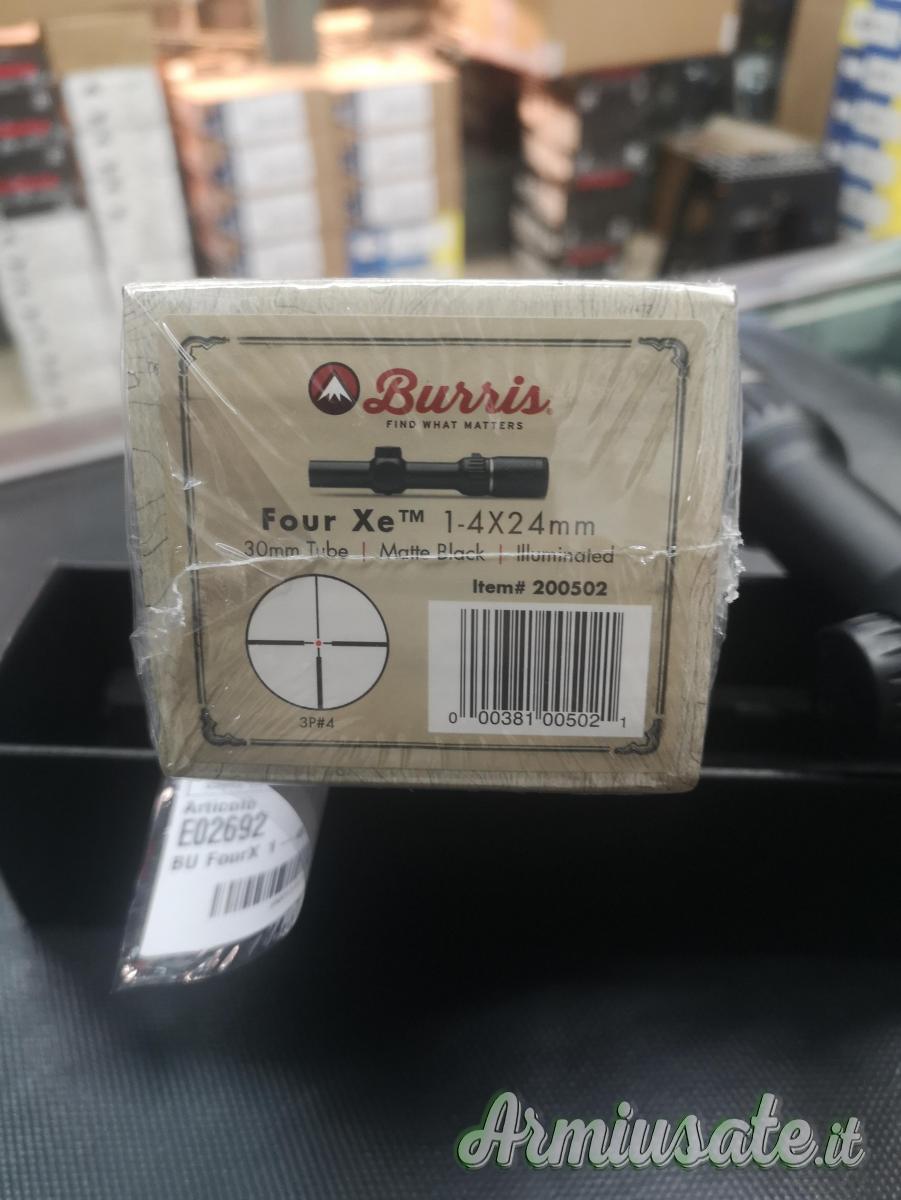 Burris®
FIND WHAT MATTERS
Four Xe™ 1-4X24mm
30mm Tube | Matte Black | Illuminated
Item# 200502
3P#4
0 00381 00502 1
Articolo
E02692
BU FourX 1
Armiusate.it